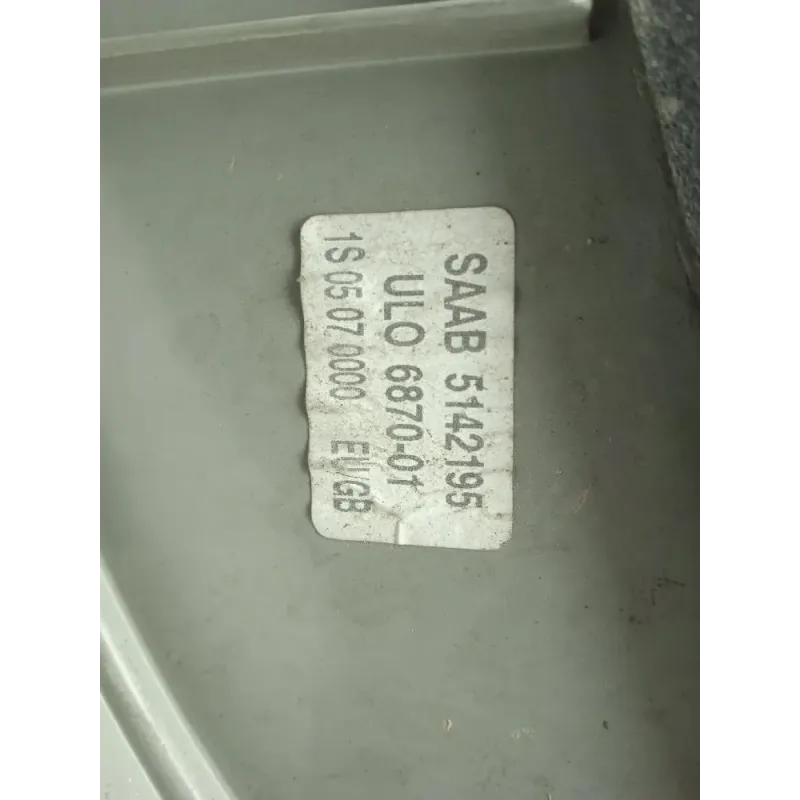 SAAB 5142195
ULO 6870-01
1S 05 07 0000 EU/GB